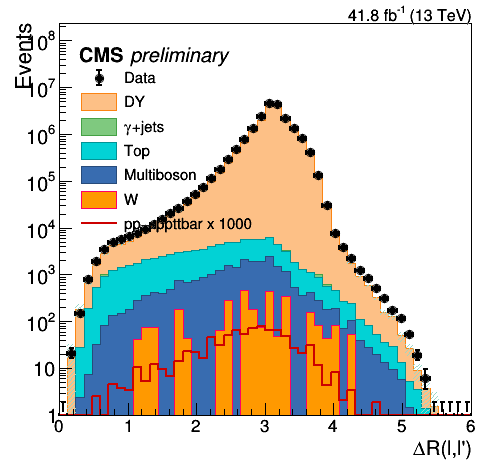 41.8 fb⁻¹ (13 TeV)
Events
CMS preliminary
Data
DY
γ+jets
Top
Multiboson
W
ppttbar x 1000
10⁸
10⁷
10⁶
10⁵
10⁴
10³
10²
10
1
0 1 2 3 4 5 6
ΔR(l,l')